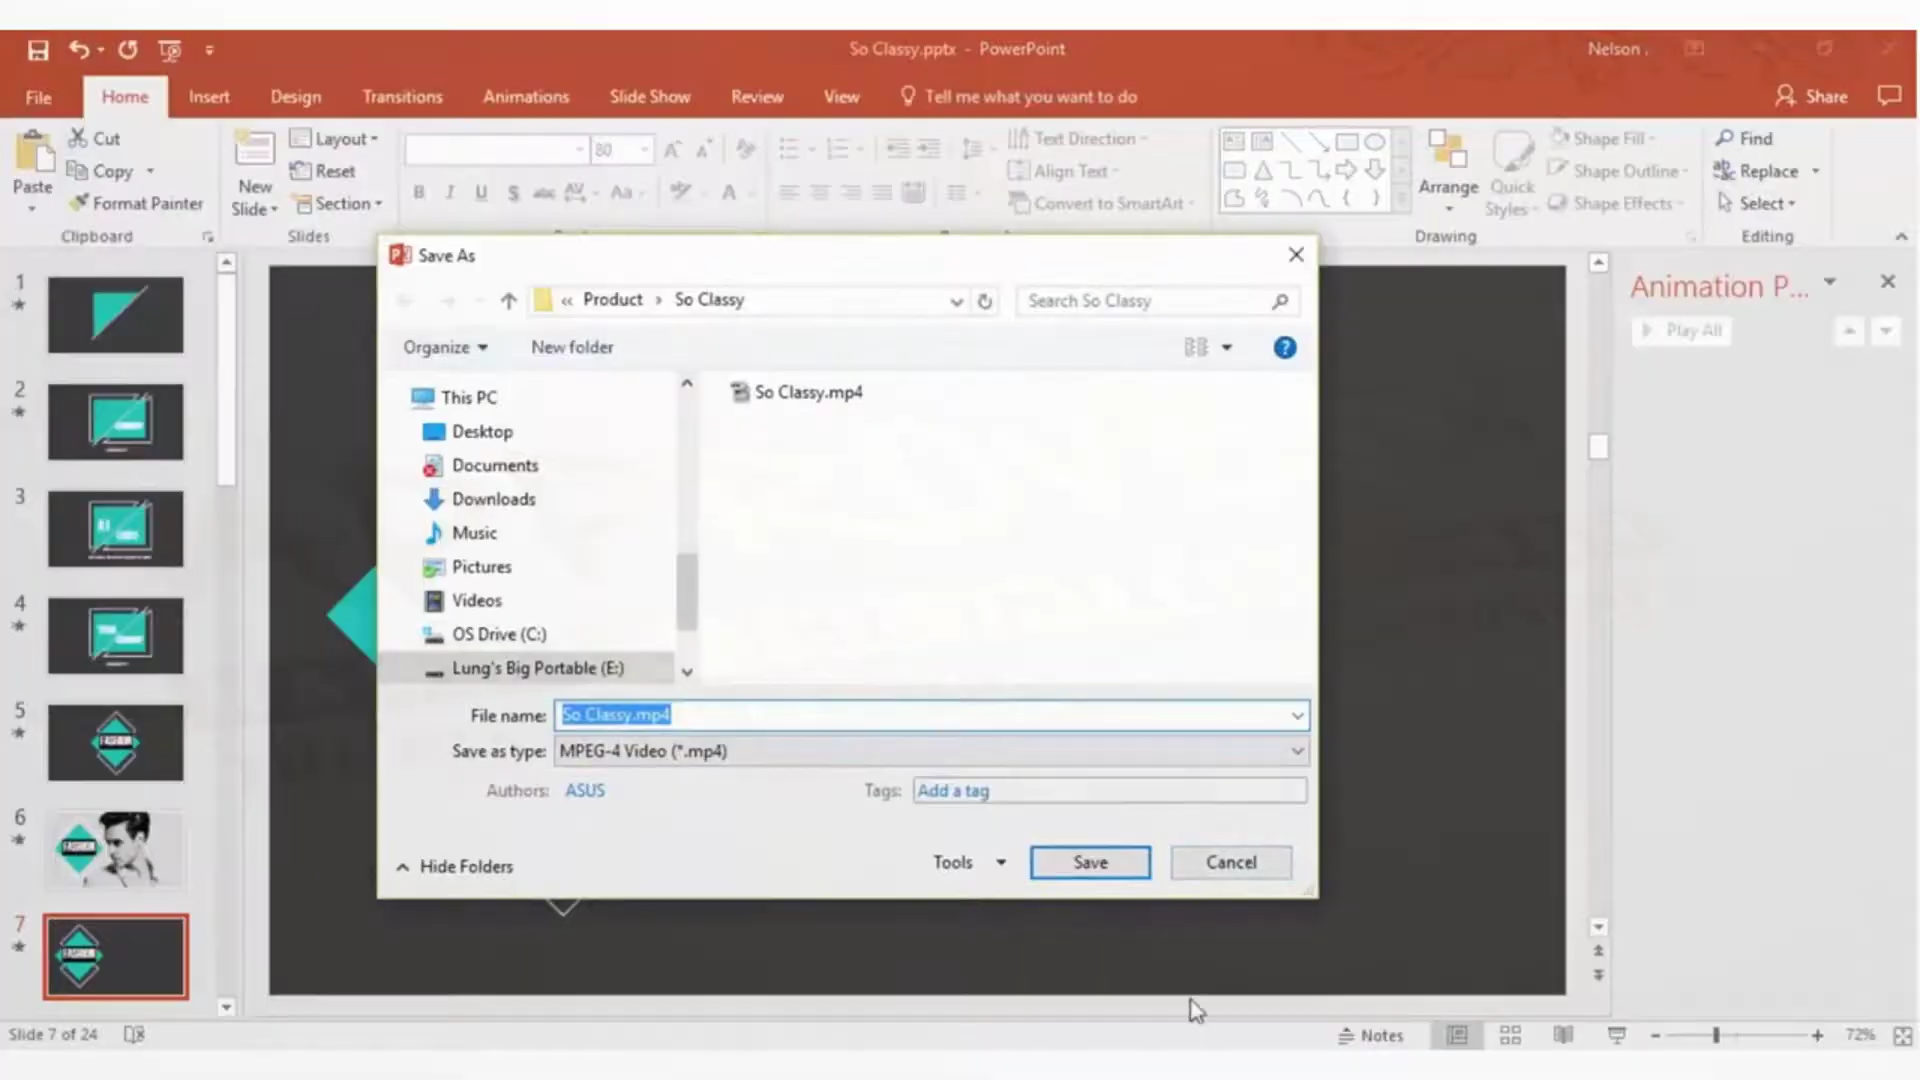 So Classy.pptx - PowerPoint
Nelson .
File Home Insert Design Transitions Animations Slide Show Review View Tell me what you want to do Share
Paste
Cut
Copy
Format Painter
Clipboard
New Slide
Layout
Reset
Section
Slides
80
B I U S abc AV Aa A
Text Direction
Align Text
Convert to SmartArt
Arrange
Quick Styles
Shape Fill
Shape Outline
Shape Effects
Drawing
Find
Replace
Select
Editing
1
2
3
4
5
6
7
Save As
« Product › So Classy
Search So Classy
Organize
New folder
This PC
Desktop
Documents
Downloads
Music
Pictures
Videos
OS Drive (C:)
Lung's Big Portable (E:)
So Classy.mp4
File name: So Classy.mp4
Save as type: MPEG-4 Video (*.mp4)
Authors: ASUS
Tags: Add a tag
Hide Folders
Tools
Save
Cancel
Animation P...
Play All
Slide 7 of 24
Notes
72%